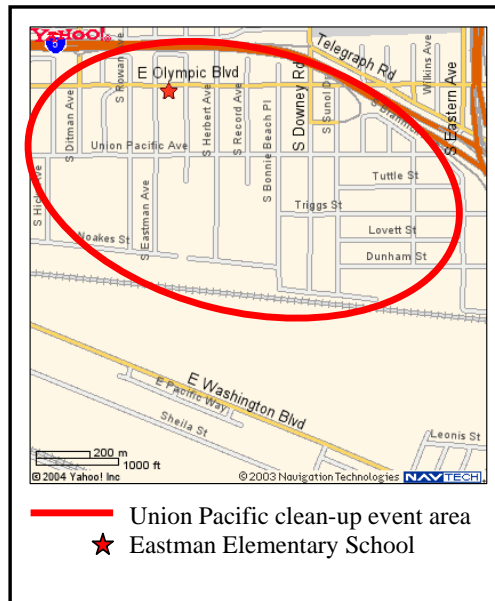 YAHOO!
5
E Olympic Blvd
Telegraph Rd
Wilkins Ave
S Eastern Ave
S Rowan Ave
S Ditman Ave
S Herbert Ave
S Record Ave
S Bonnie Beach Pl
S Downey Rd
S Sunol Dr
Union Pacific Ave
S Eastman Ave
Tuttle St
Triggs St
Lovett St
Dunham St
Noakes St
E Washington Blvd
E Pacific Way
Sheila St
Leonis St
200 m
1000 ft
©2004 Yahoo! Inc
©2003 Navigation Technologies
NAVTECH.
Union Pacific clean-up event area
Eastman Elementary School